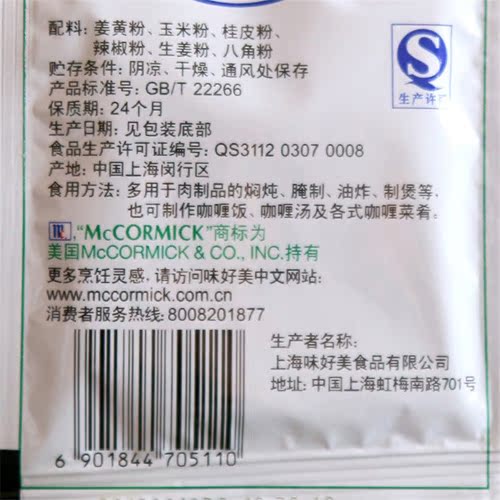 配料: 姜黄粉、玉米粉、桂皮粉、
辣椒粉、生姜粉、八角粉
贮存条件: 阴凉、干燥、通风处保存
产品标准号: GB/T 22266
保质期: 24个月
生产日期: 见包装底部
食品生产许可证编号: QS3112 0307 0008
产地: 中国上海闵行区
食用方法: 多用于肉制品的焖炖、腌制、油炸、制煲等、
也可制作咖喱饭、咖喱汤及各式咖喱菜肴。
“McCORMICK”商标为
美国McCORMICK & CO., INC.持有
更多烹饪灵感, 请访问味好美中文网站:
www.mccormick.com.cn
消费者服务热线: 8008201877
生产者名称:
上海味好美食品有限公司
地址: 中国上海虹梅南路701号
6 901844 705110
生产许可